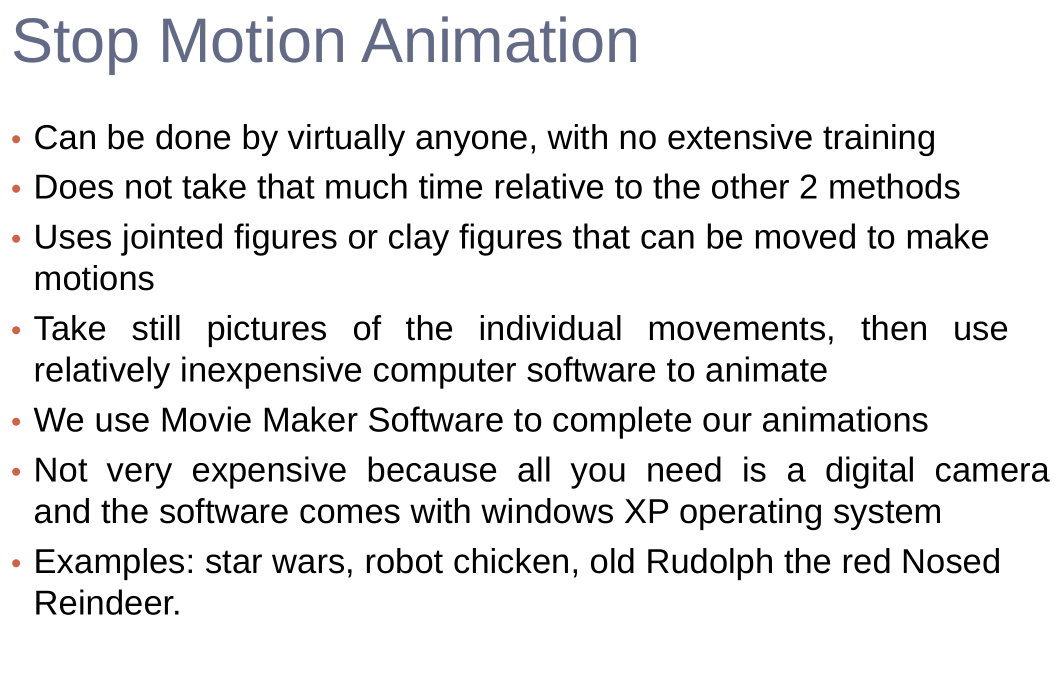 Stop Motion Animation
• Can be done by virtually anyone, with no extensive training
• Does not take that much time relative to the other 2 methods
• Uses jointed figures or clay figures that can be moved to make
motions
• Take still pictures of the individual movements, then use
relatively inexpensive computer software to animate
• We use Movie Maker Software to complete our animations
• Not very expensive because all you need is a digital camera
and the software comes with windows XP operating system
• Examples: star wars, robot chicken, old Rudolph the red Nosed
Reindeer.